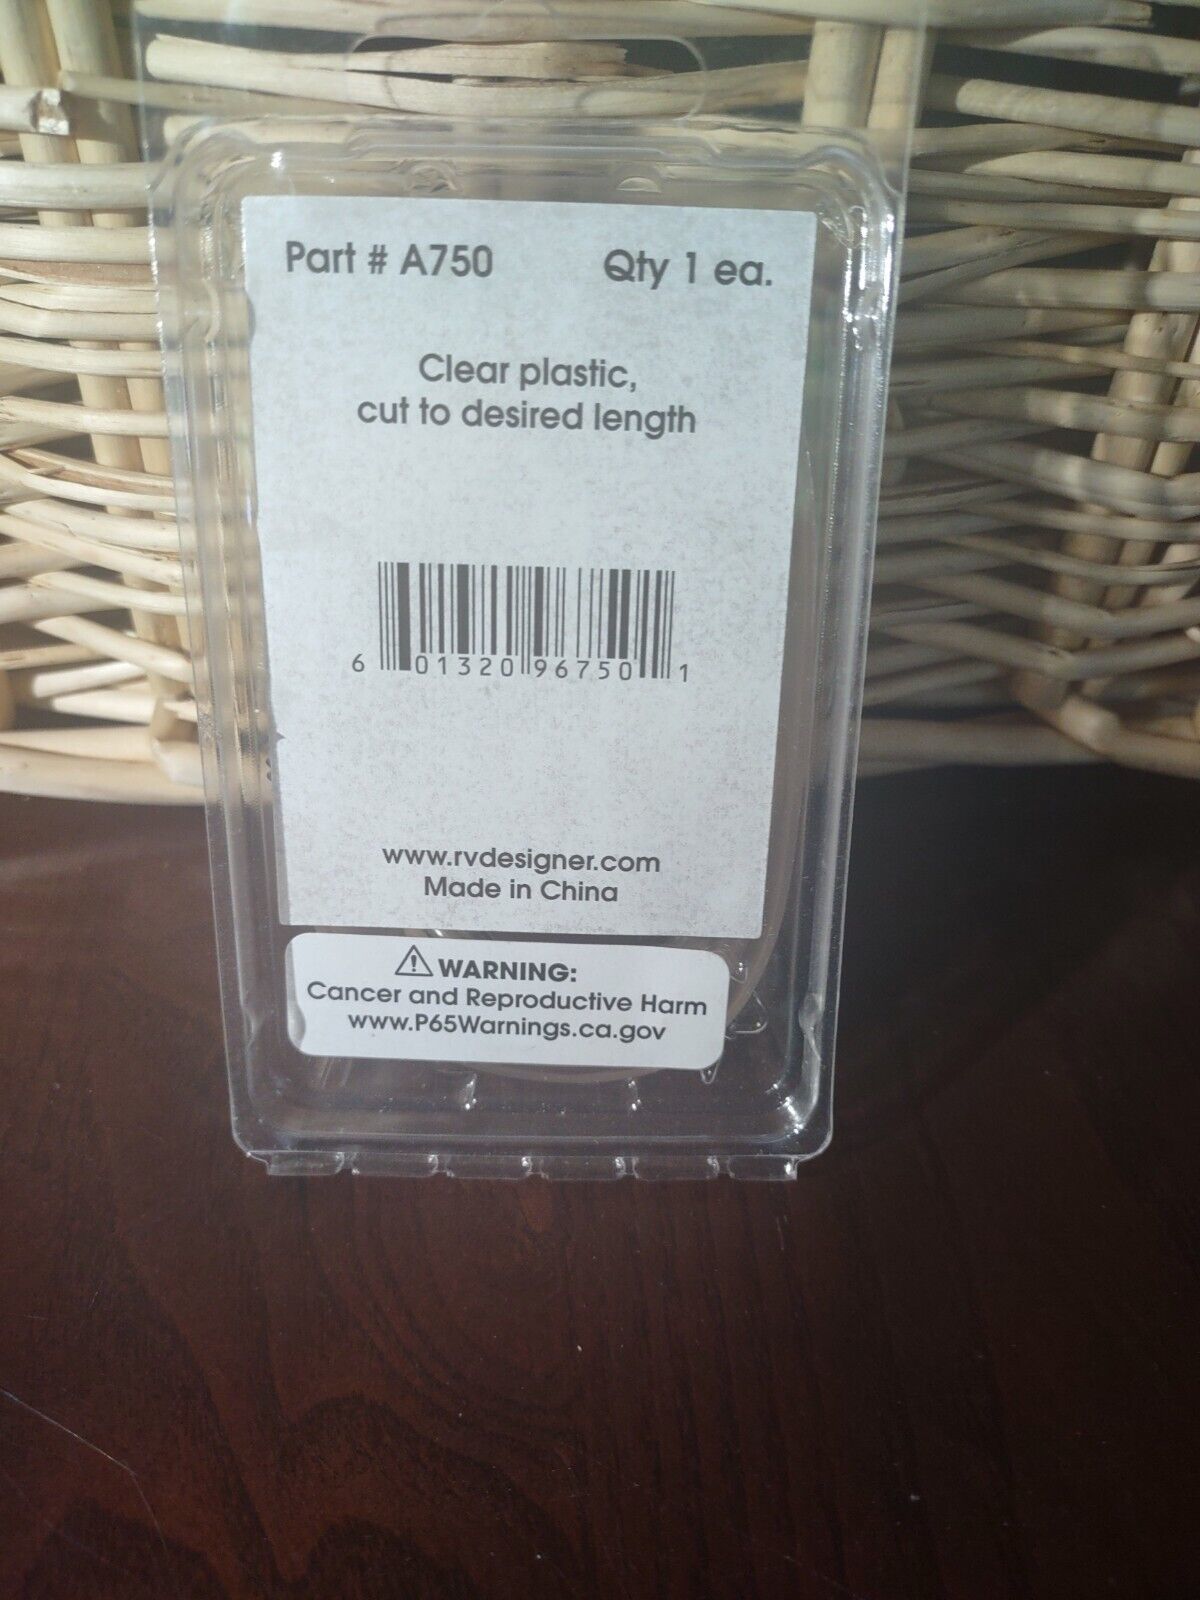 Part # A750 Qty 1 ea.
Clear plastic,
cut to desired length
6 01320 96750 1
www.rvdesigner.com
Made in China
⚠ WARNING:
Cancer and Reproductive Harm
www.P65Warnings.ca.gov